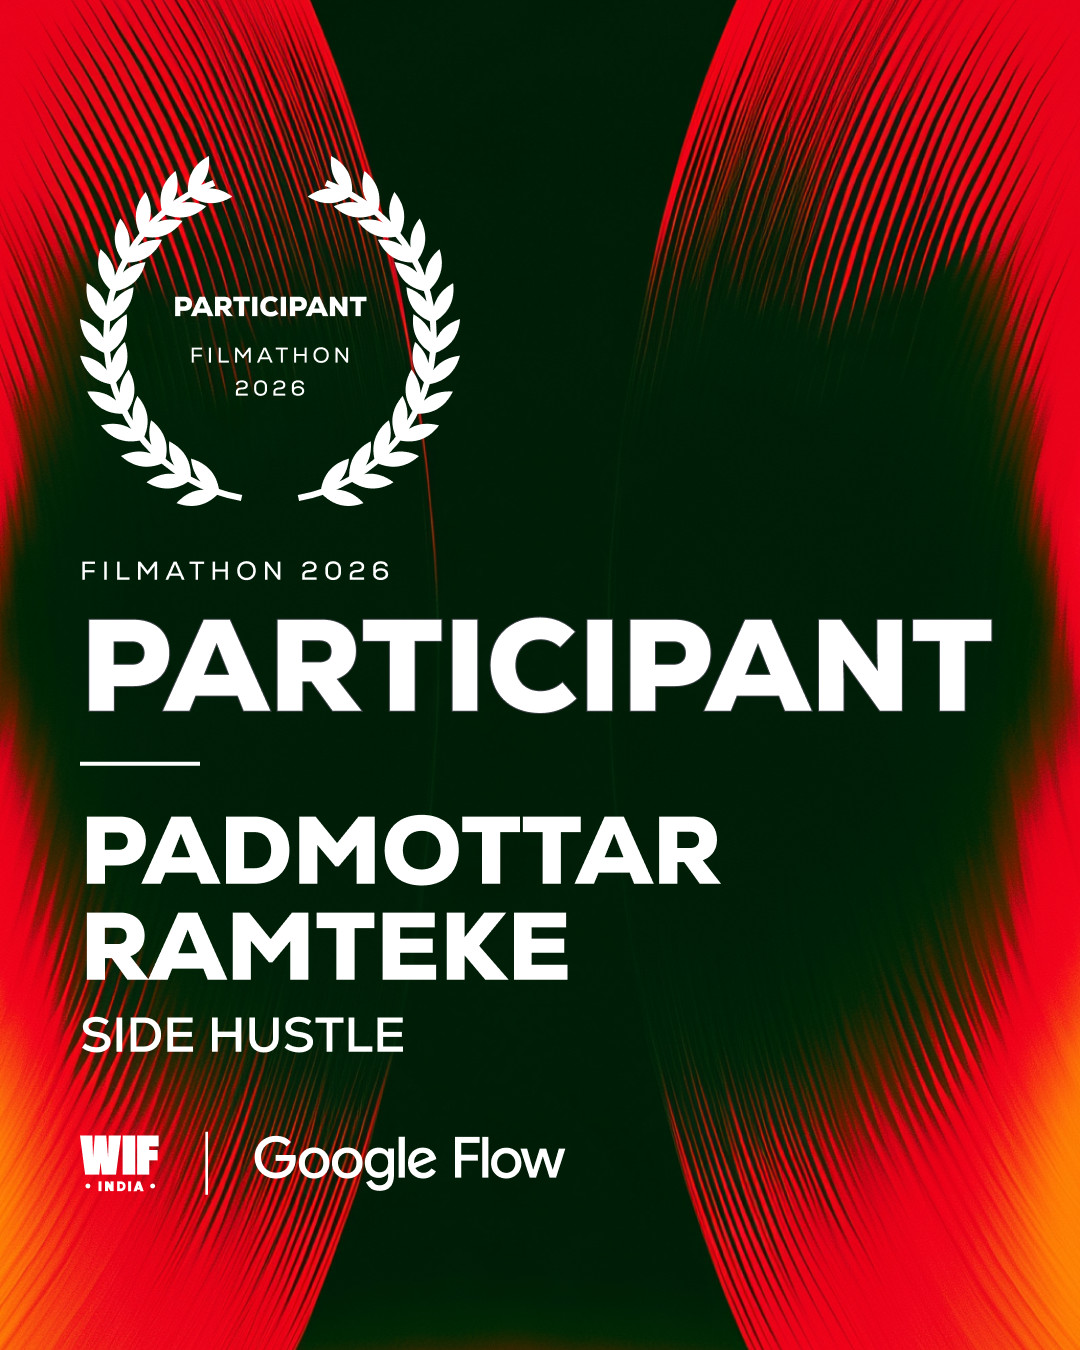 PARTICIPANT
FILMATHON
2026
FILMATHON 2026
PARTICIPANT
PADMOTTAR
RAMTEKE
SIDE HUSTLE
WIF
• INDIA •
Google Flow